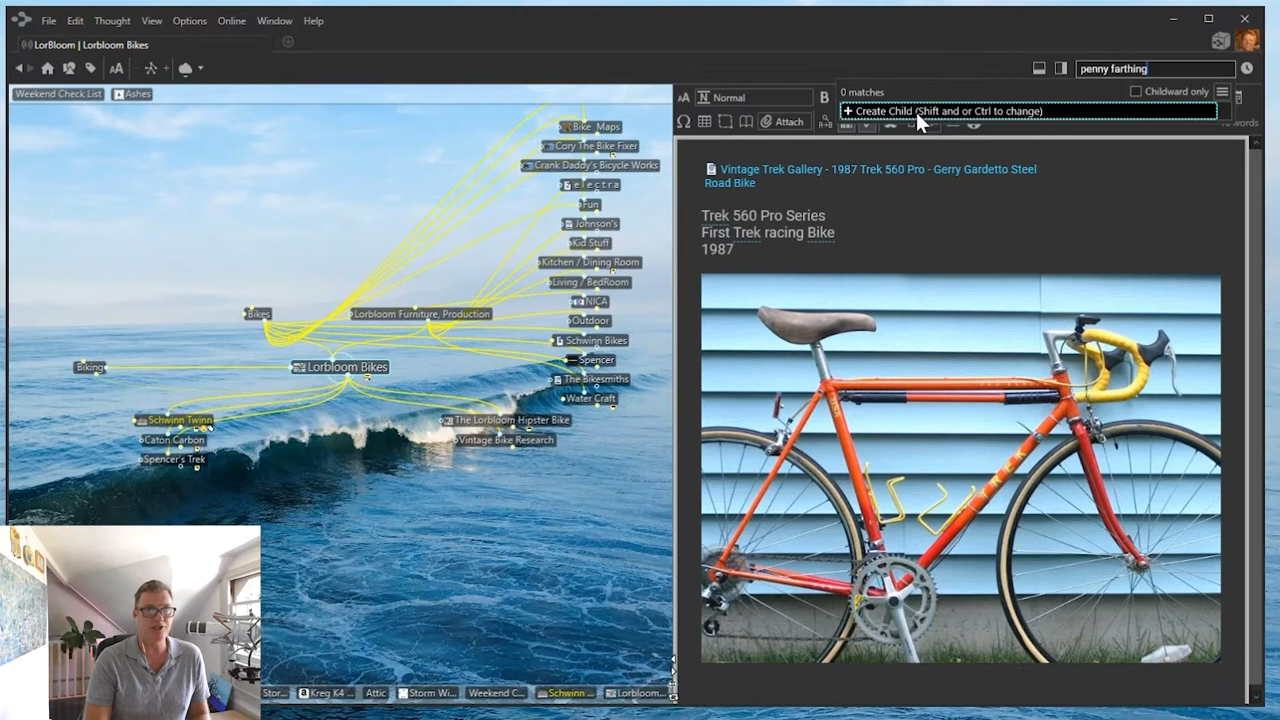 File Edit Thought View Options Online Window Help
LorBloom | Lorbloom Bikes
penny farthing
Weekend Check List
Ashes
Normal
B
0 matches
Childward only
+ Create Child (Shift and or Ctrl to change)
Attach
Bike Maps
Cory The Bike Fixer
Crank Daddy's Bicycle Works
e l e c t r a
Fun
Johnson's
Kid Stuff
Kitchen / Dining Room
Living / BedRoom
NICA
Outdoor
Schwinn Bikes
Spencer
The Bikesmiths
Water Craft
Bikes
Lorbloom Furniture, Production
Biking
Lorbloom Bikes
Schwinn Twinn
Caton Carbon
Spencer's Trek
The Lorbloom Hipster Bike
Vintage Bike Research
Vintage Trek Gallery - 1987 Trek 560 Pro - Gerry Gardetto Steel
Road Bike
Trek 560 Pro Series
First Trek racing Bike
1987
TREK
Stor...
Kreg K4 ...
Attic
Storm Wi...
Weekend C...
Schwinn ...
Lorbloom...